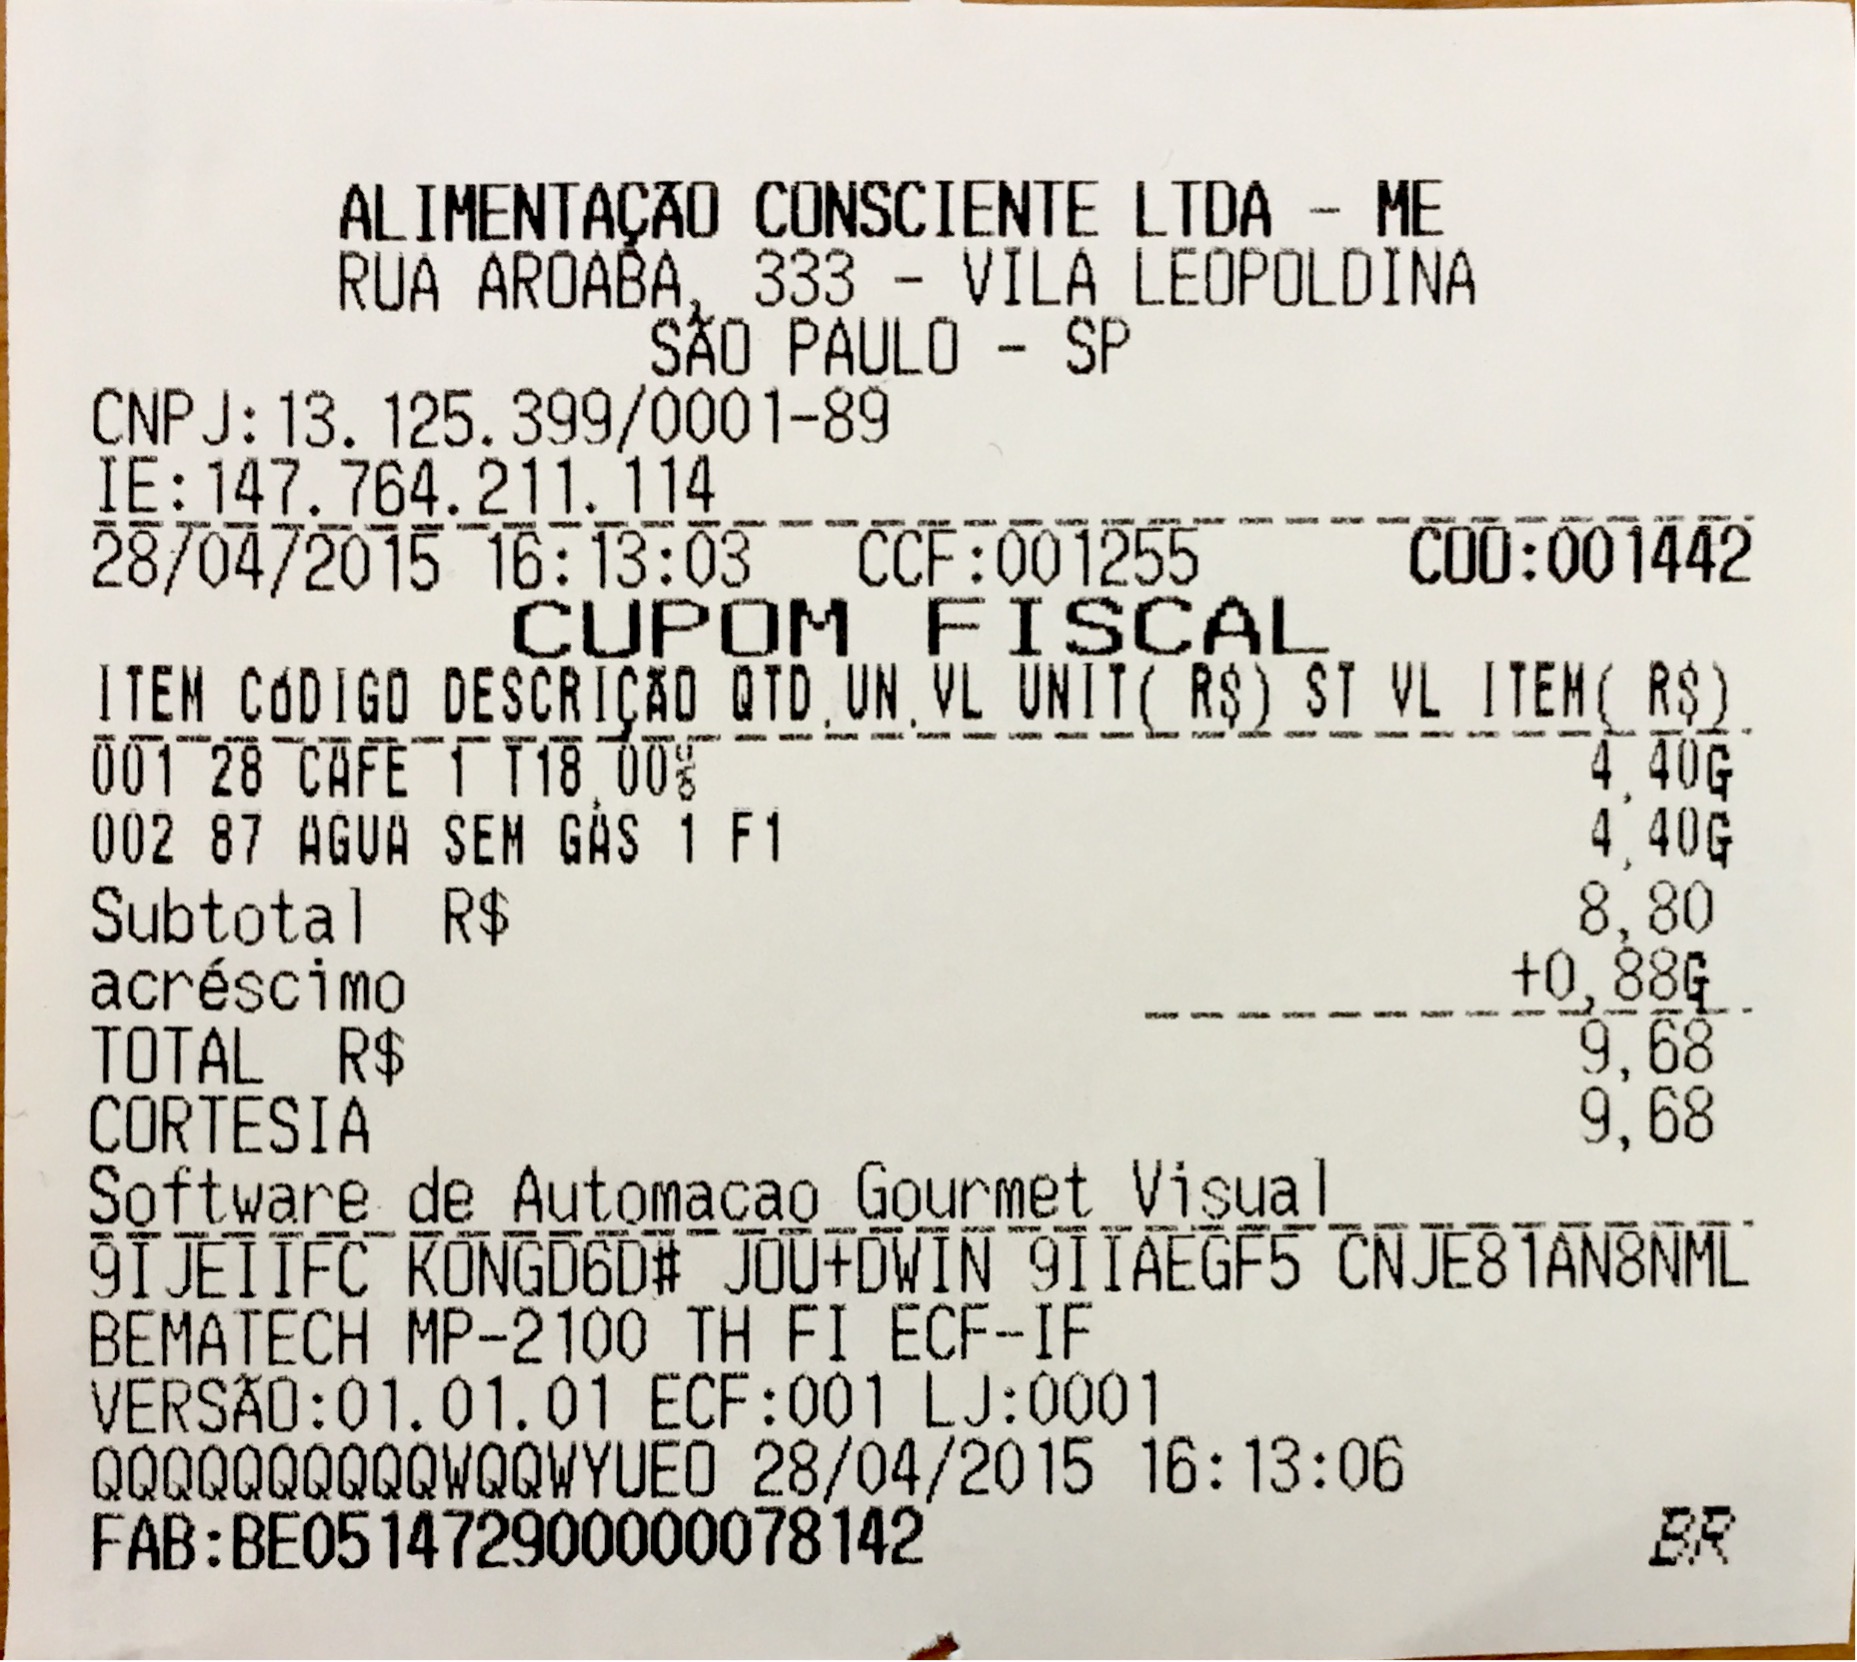 ALIMENTAÇÃO CONSCIENTE LTDA - ME
RUA AROABA, 333 - VILA LEOPOLDINA
SÃO PAULO - SP
CNPJ:13.125.399/0001-89
IE:147.764.211.114
28/04/2015 16:13:03 CCF:001255 COO:001442
CUPOM FISCAL
ITEM CóDIGO DESCRIÇÃO QTD.UN.VL UNIT( R$) ST VL ITEM( R$)
001 28 CAFE 1 T18,00% 4,40G
002 87 AGUA SEM GAS 1 F1 4,40G
Subtotal R$ 8,80
acréscimo +0,88G
TOTAL R$ 9,68
CORTESIA 9,68
Software de Automacao Gourmet Visual
9IJEIIFC KONGD6D# JOU+DWIN 9IIAEGF5 CNJE81AN8NML
BEMATECH MP-2100 TH FI ECF-IF
VERSÃO:01.01.01 ECF:001 LJ:0001
QQQQQQQQQQWQQWYUEO 28/04/2015 16:13:06
FAB:BE051472900000078142 BR